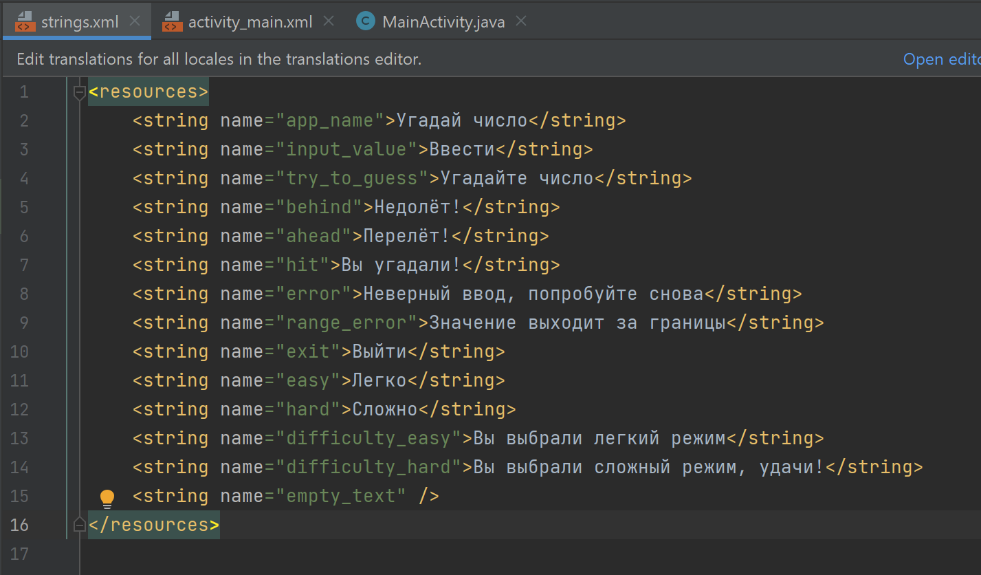 strings.xml activity_main.xml MainActivity.java
Edit translations for all locales in the translations editor. Open edito
1 <resources>
2 <string name="app_name">Угадай число</string>
3 <string name="input_value">Ввести</string>
4 <string name="try_to_guess">Угадайте число</string>
5 <string name="behind">Недолёт!</string>
6 <string name="ahead">Перелёт!</string>
7 <string name="hit">Вы угадали!</string>
8 <string name="error">Неверный ввод, попробуйте снова</string>
9 <string name="range_error">Значение выходит за границы</string>
10 <string name="exit">Выйти</string>
11 <string name="easy">Легко</string>
12 <string name="hard">Сложно</string>
13 <string name="difficulty_easy">Вы выбрали легкий режим</string>
14 <string name="difficulty_hard">Вы выбрали сложный режим, удачи!</string>
15 <string name="empty_text" />
16 </resources>
17